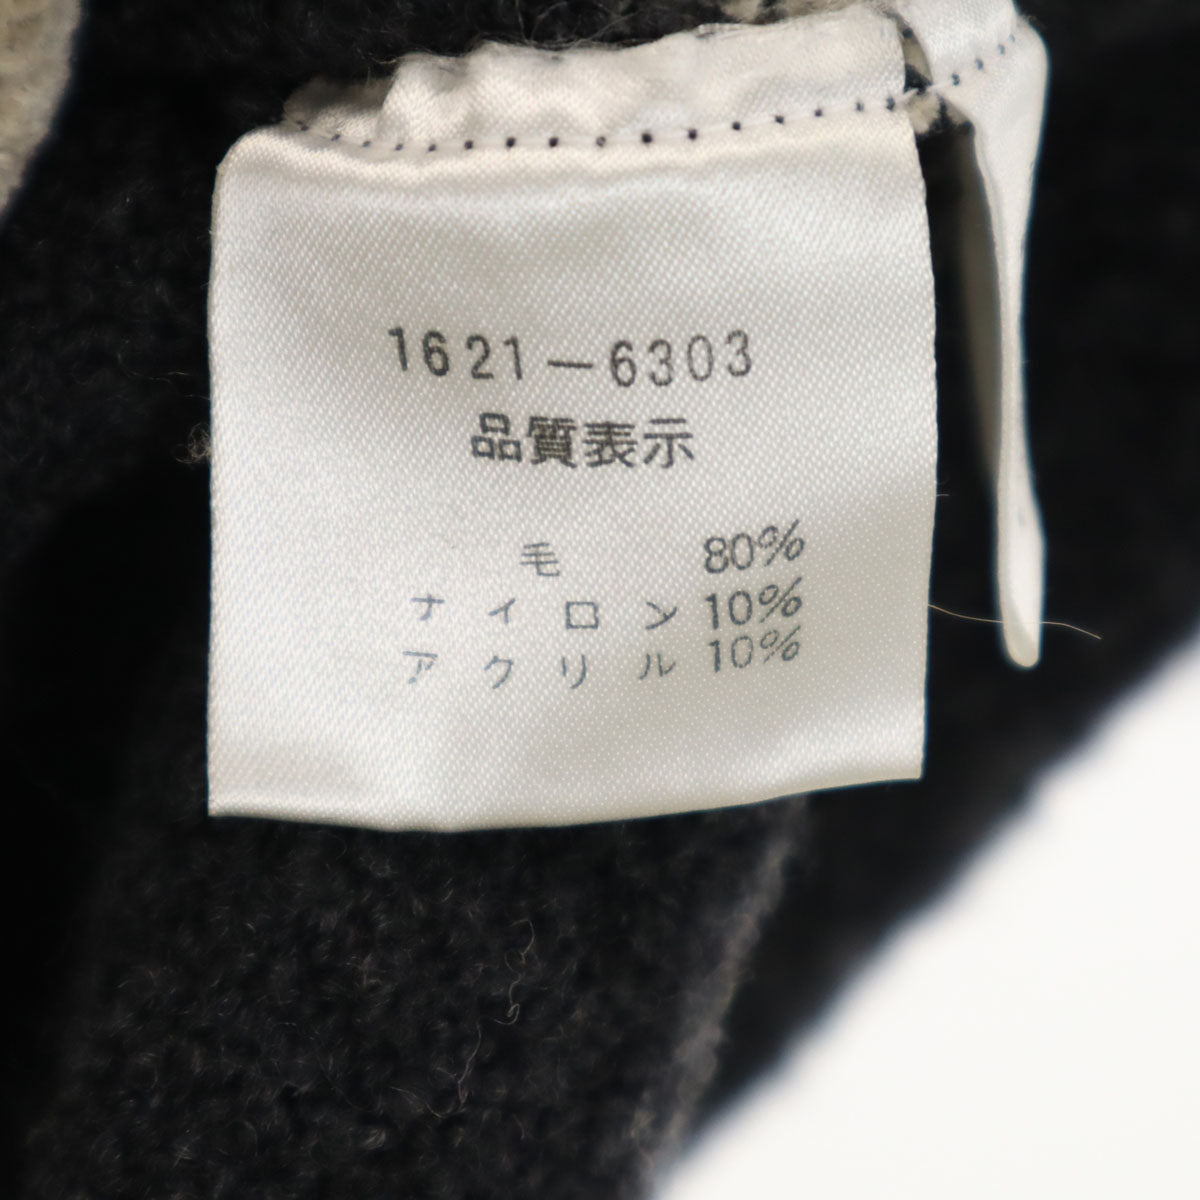 1621-6303
品質表示
毛 80%
ナイロン 10%
アクリル 10%